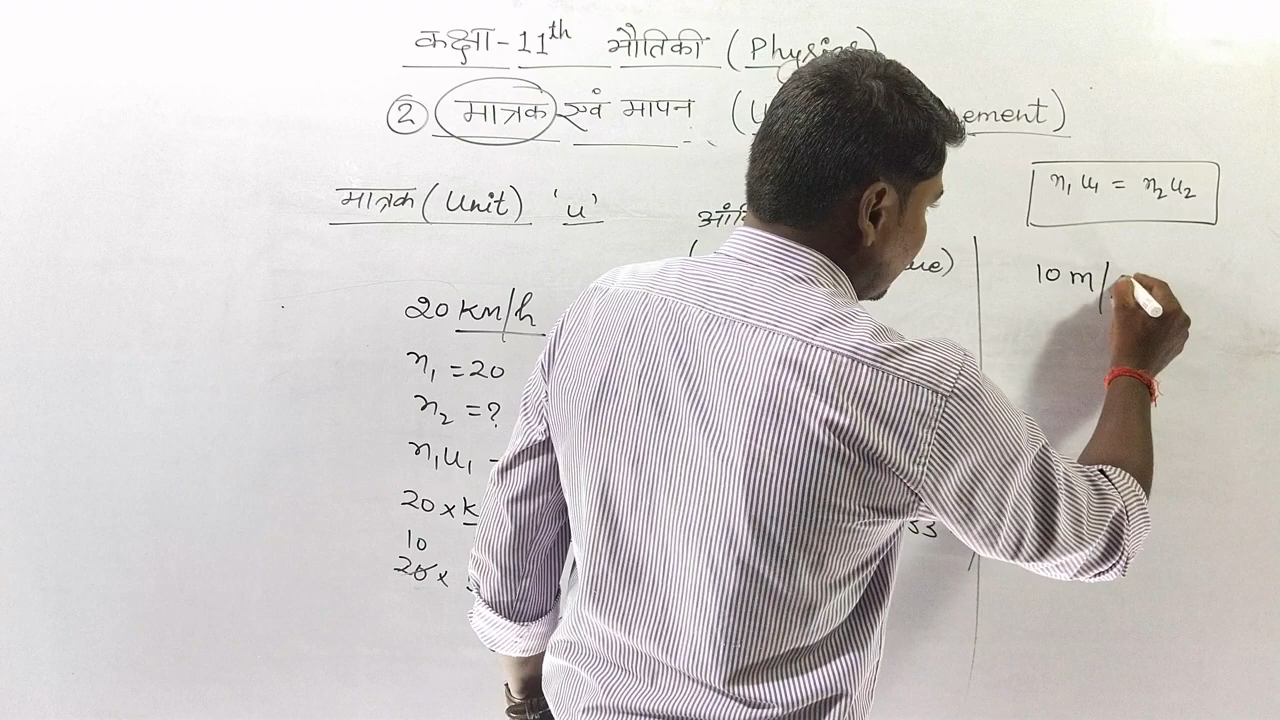 कक्षा - 11th भौतिकी (Physics)
② मात्रक एवं मापन ement)
मात्रक (Unit) 'u'
20 km/h
n₁ = 20
n₂ = ?
n₁u₁
20 × k
10
20 ×
33
n₁u₁ = n₂u₂
10 m/